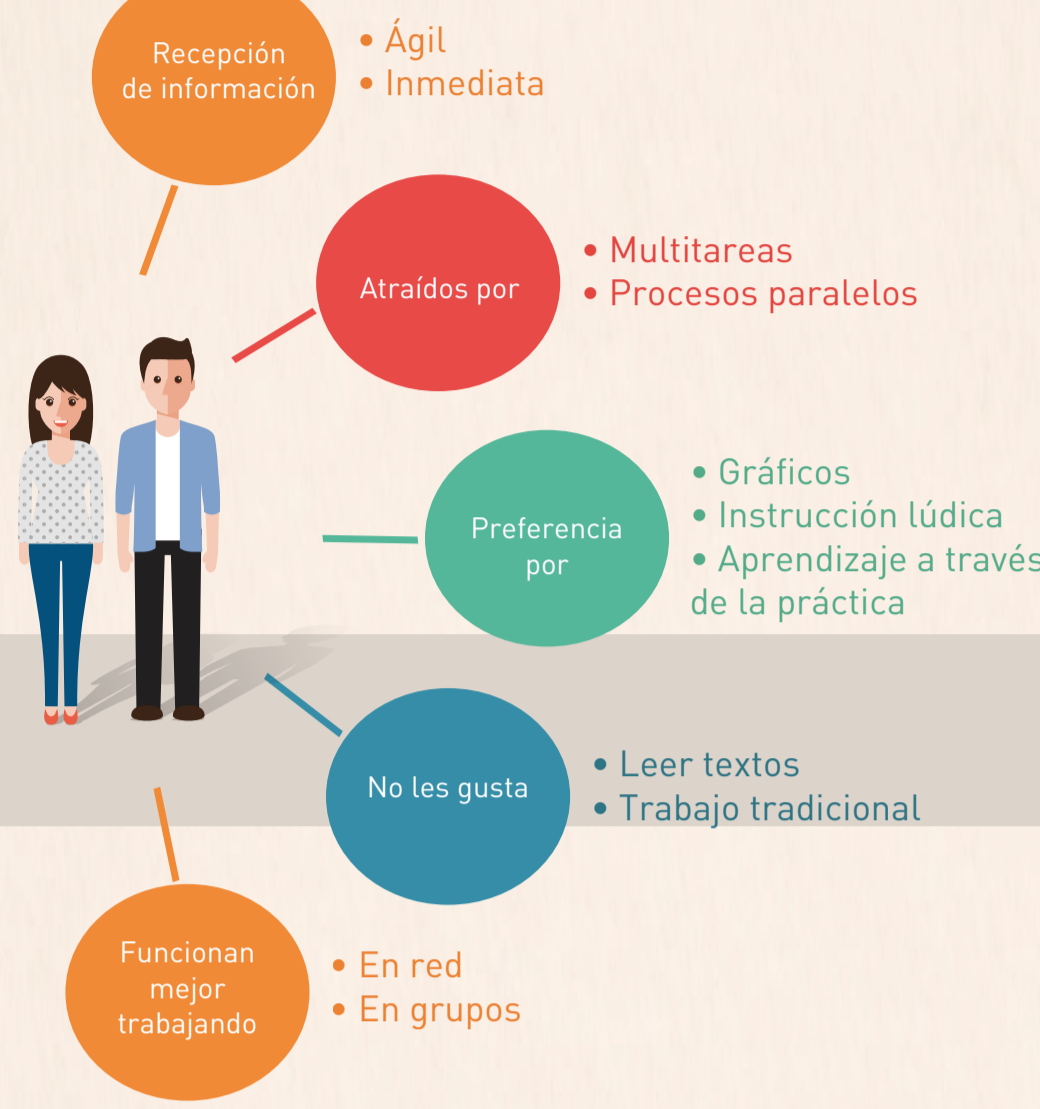 Recepción
de información
• Ágil
• Inmediata
Atraídos por
• Multitareas
• Procesos paralelos
Preferencia
por
• Gráficos
• Instrucción lúdica
• Aprendizaje a través
de la práctica
No les gusta
• Leer textos
• Trabajo tradicional
Funcionan
mejor
trabajando
• En red
• En grupos